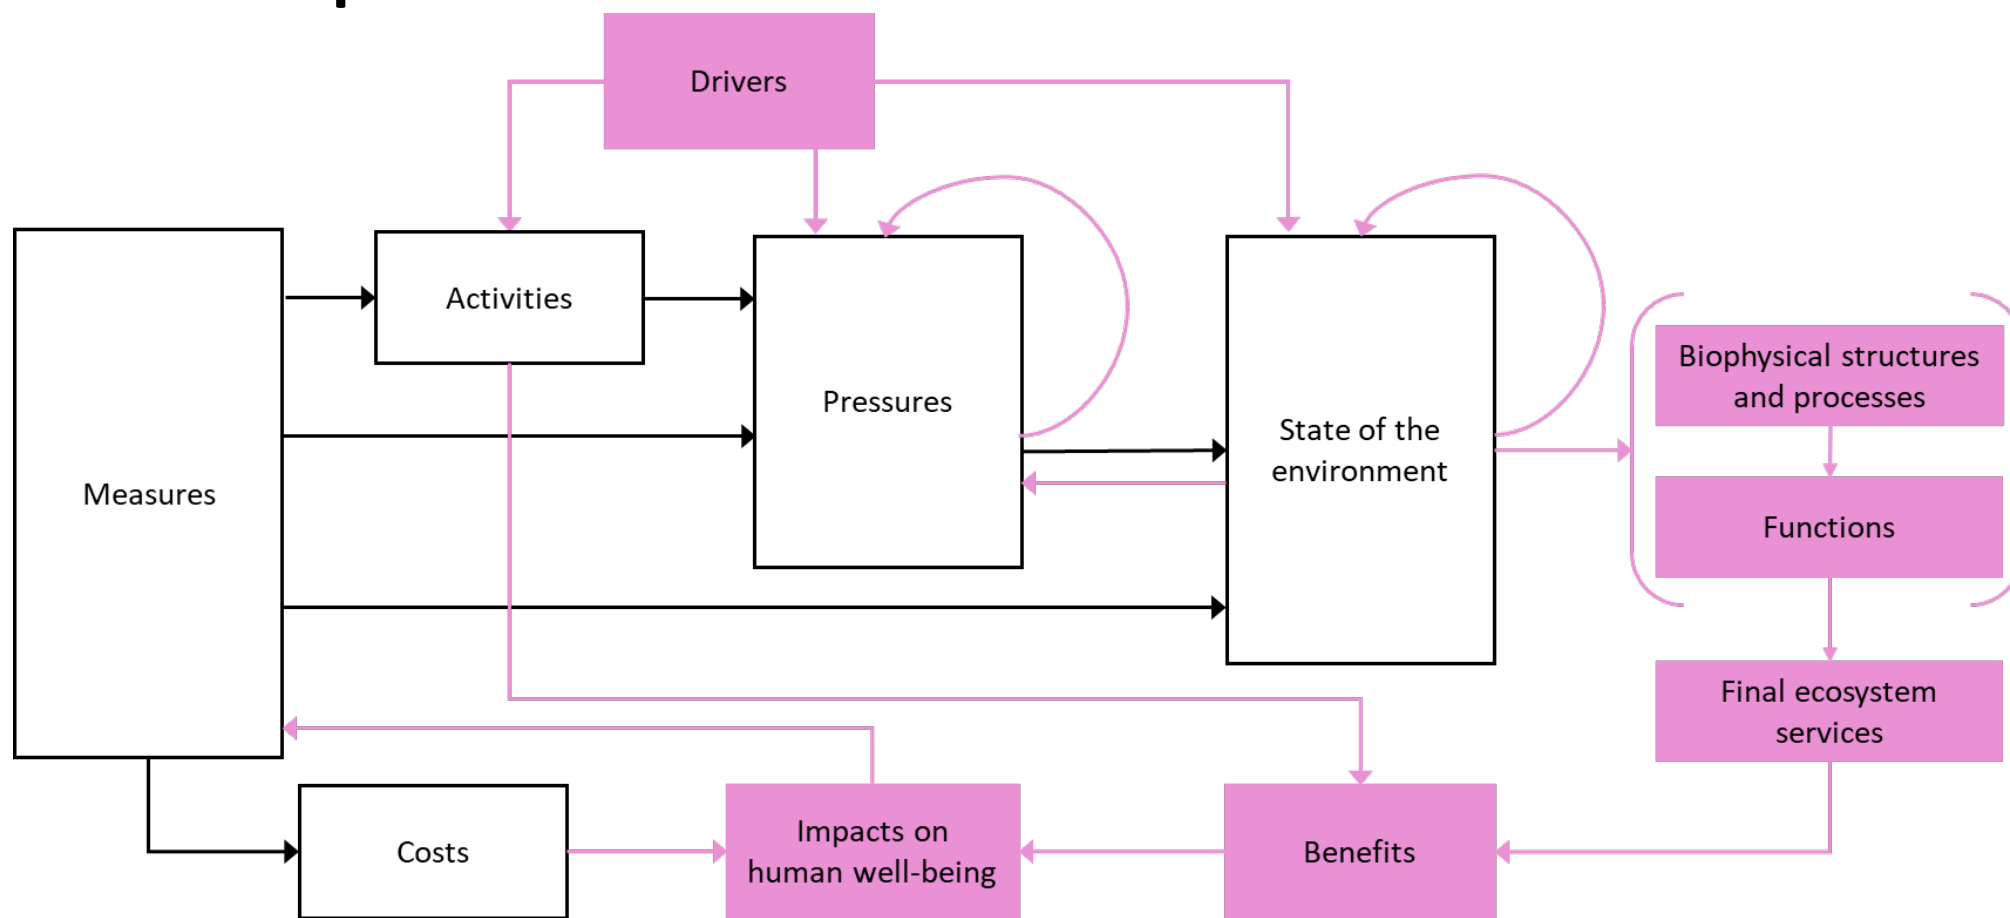 Drivers
Activities
Measures
Pressures
State of the
environment
Biophysical structures
and processes
Functions
Final ecosystem
services
Costs
Impacts on
human well-being
Benefits